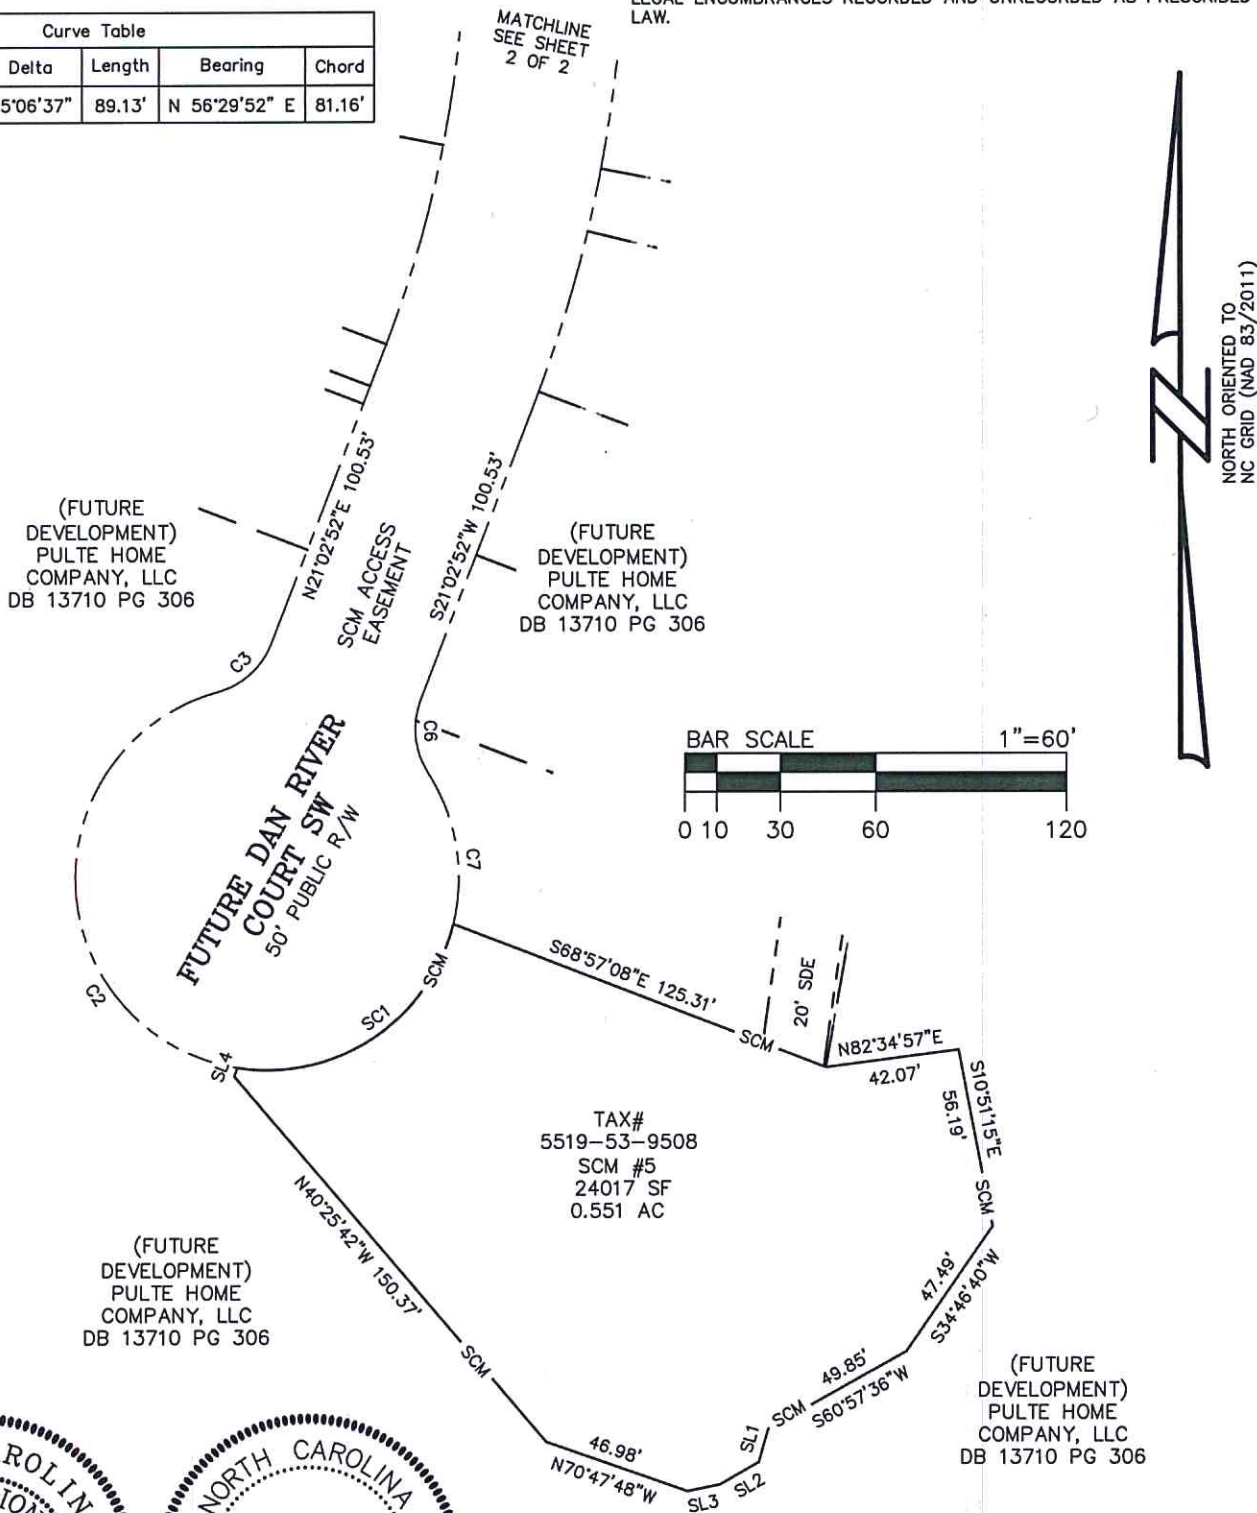 LAW.
Curve Table
Delta Length Bearing Chord
5°06'37" 89.13' N 56°29'52" E 81.16'
MATCHLINE
SEE SHEET
2 OF 2
NORTH ORIENTED TO
NC GRID (NAD 83/2011)
N21°02'52"E 100.53'
S21°02'52"W 100.53'
SCM ACCESS
EASEMENT
(FUTURE
DEVELOPMENT)
PULTE HOME
COMPANY, LLC
DB 13710 PG 306
(FUTURE
DEVELOPMENT)
PULTE HOME
COMPANY, LLC
DB 13710 PG 306
C3
C6
BAR SCALE 1"=60'
0 10 30 60 120
FUTURE DAN RIVER
COURT SW
50' PUBLIC R/W
C7
C2
SCM
SC1
SL4
S68°57'08"E 125.31'
SCM
20' SDE
N82°34'57"E
42.07'
S10°51'15"E
56.19'
SCM
TAX#
5519-53-9508
SCM #5
24017 SF
0.551 AC
N40°25'42"W 150.37'
SCM
47.49'
S34°46'40"W
49.85'
S60°57'36"W
SCM
SL1
SL2
SL3
46.98'
N70°47'48"W
(FUTURE
DEVELOPMENT)
PULTE HOME
COMPANY, LLC
DB 13710 PG 306
(FUTURE
DEVELOPMENT)
PULTE HOME
COMPANY, LLC
DB 13710 PG 306
NORTH CAROLINA